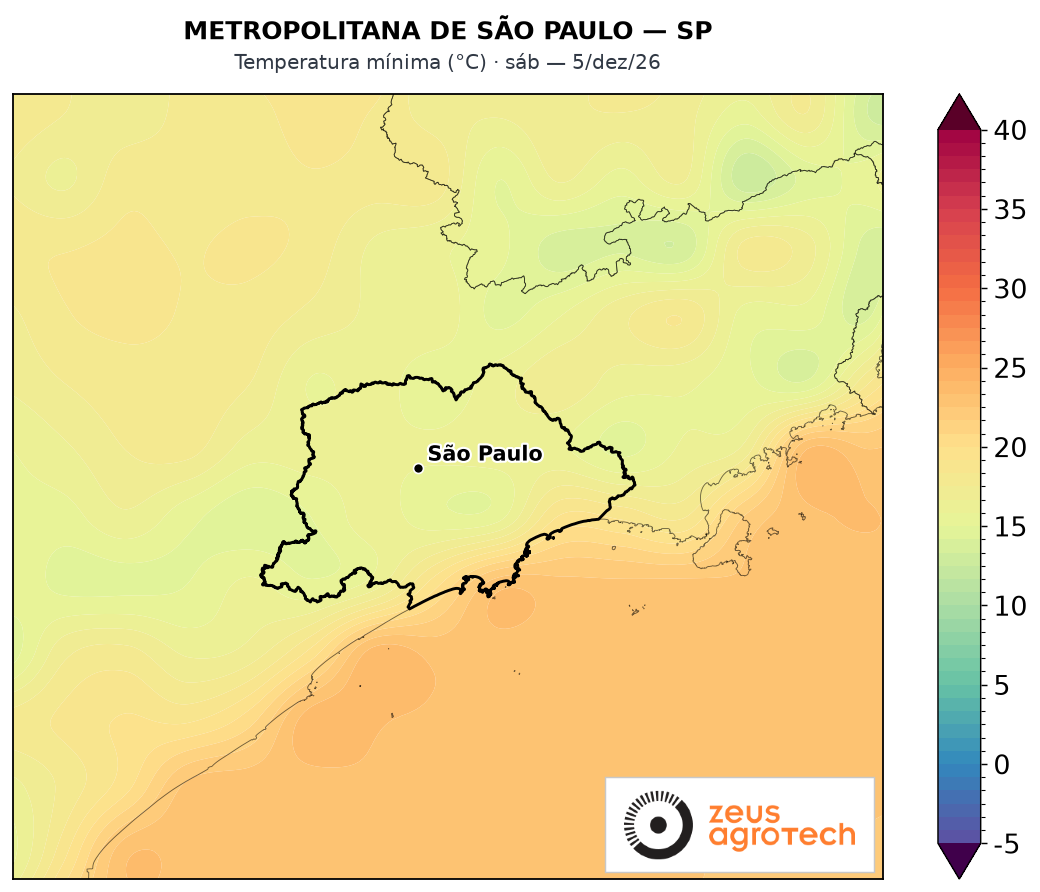 METROPOLITANA DE SÃO PAULO — SP
Temperatura mínima (°C) · sáb — 5/dez/26
40
35
30
25
20
15
10
5
0
-5
São Paulo
zeus
agrotech